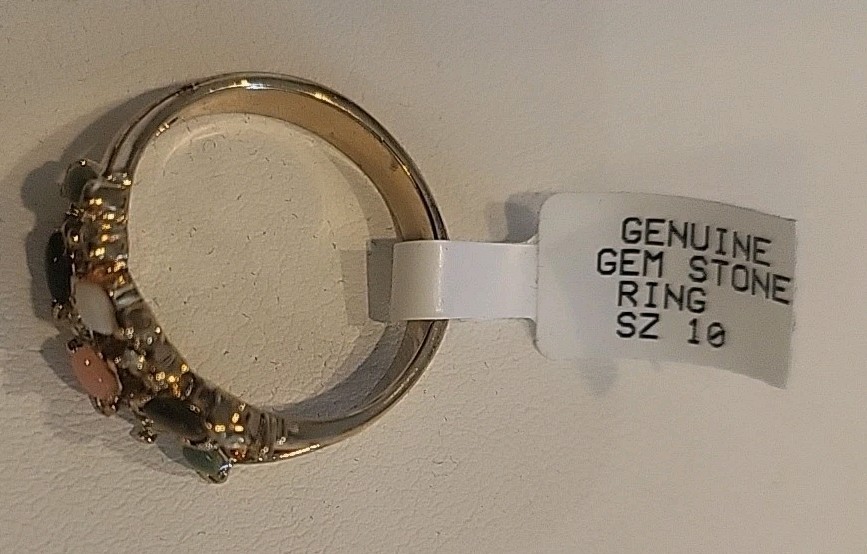 GENUINE
GEM STONE
RING
SZ 10